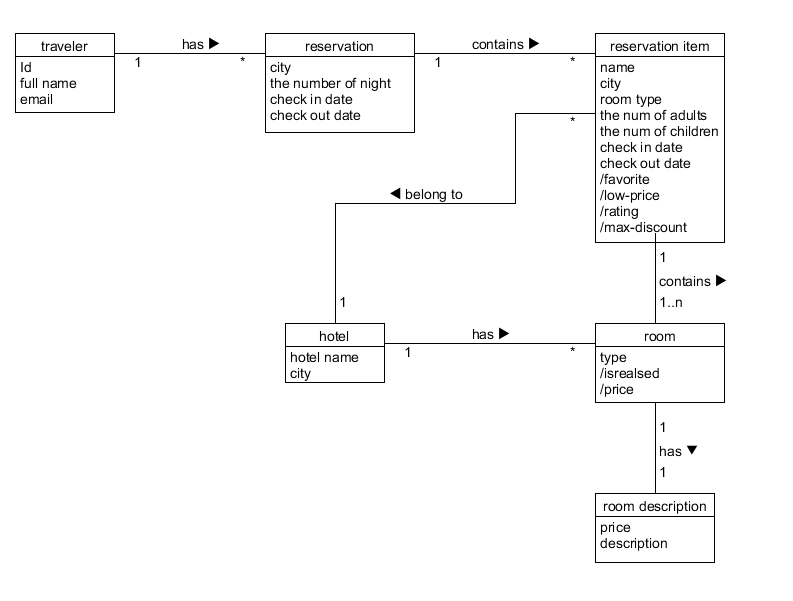 traveler
Id
full name
email
has ▶
1
*
reservation
city
the number of night
check in date
check out date
contains ▶
1
*
reservation item
name
city
room type
the num of adults
the num of children
check in date
check out date
/favorite
/low-price
/rating
/max-discount
*
◀ belong to
1
1
contains ▶
1..n
hotel
hotel name
city
has ▶
1
*
room
type
/isrealsed
/price
1
has ▼
1
room description
price
description